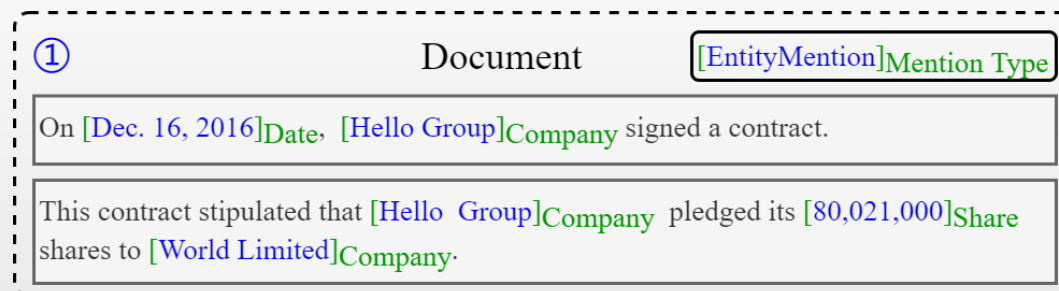 ① Document [EntityMention]Mention Type
On [Dec. 16, 2016]Date, [Hello Group]Company signed a contract.
This contract stipulated that [Hello Group]Company pledged its [80,021,000]Share
shares to [World Limited]Company.